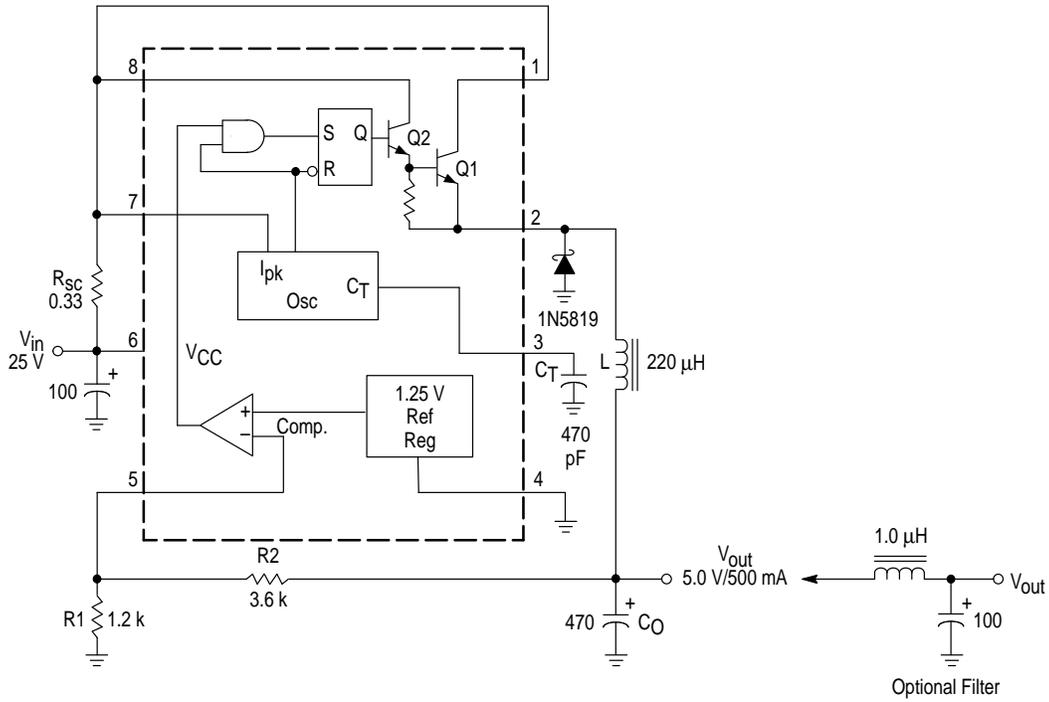 8
1
S
Q
Q2
R
Q1
7
2
Ipk
Osc
CT
Rsc
0.33
1N5819
Vin
25 V
6
VCC
3
CT
L
220 µH
100
+
1.25 V
Ref
Reg
+
−
Comp.
470
pF
5
4
R2
3.6 k
Vout
5.0 V/500 mA
1.0 µH
Vout
R1
1.2 k
470
+
CO
+
100
Optional Filter